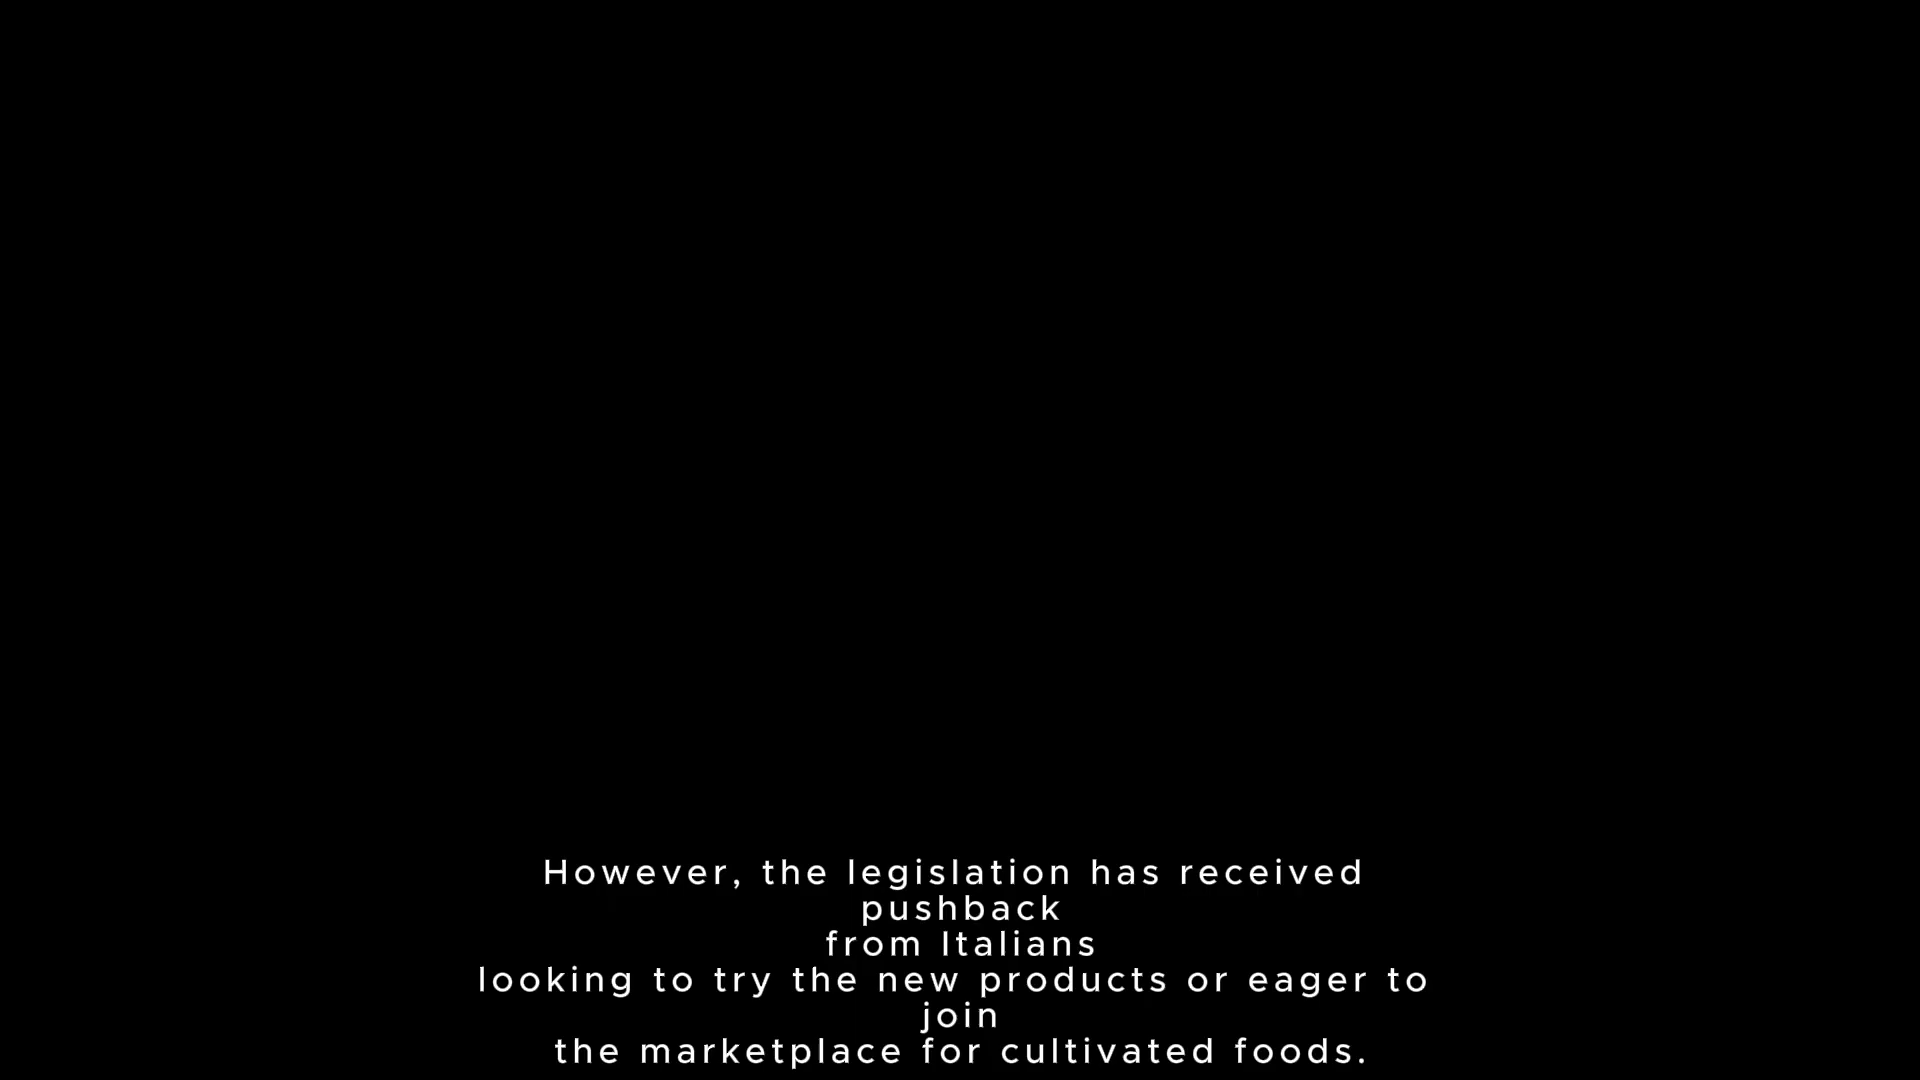 However, the legislation has received
pushback
from Italians
looking to try the new products or eager to
join
the marketplace for cultivated foods.